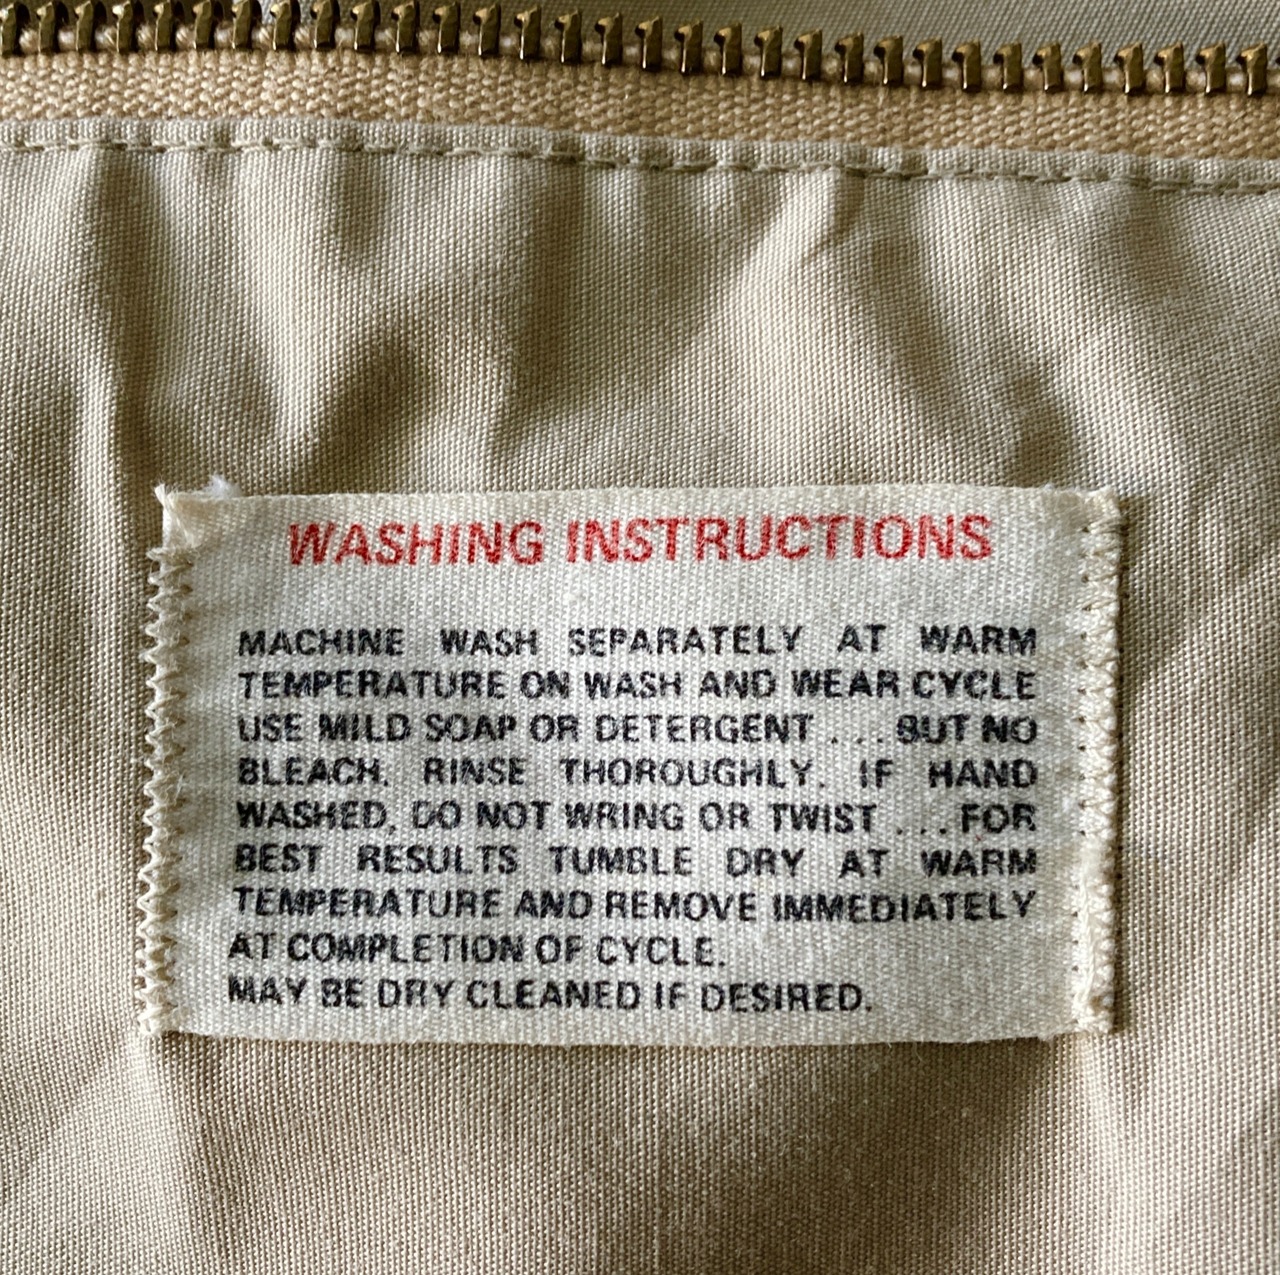 WASHING INSTRUCTIONS
MACHINE WASH SEPARATELY AT WARM
TEMPERATURE ON WASH AND WEAR CYCLE
USE MILD SOAP OR DETERGENT ... BUT NO
BLEACH. RINSE THOROUGHLY. IF HAND
WASHED, DO NOT WRING OR TWIST ... FOR
BEST RESULTS TUMBLE DRY AT WARM
TEMPERATURE AND REMOVE IMMEDIATELY
AT COMPLETION OF CYCLE.
MAY BE DRY CLEANED IF DESIRED.